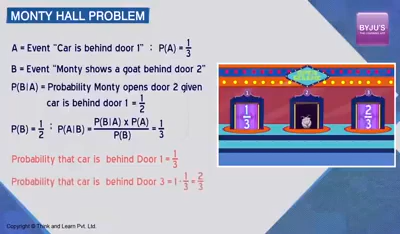 MONTY HALL PROBLEM
BYJU'S
A = Event "Car is behind door 1" ; P(A) = 1/3
B = Event "Monty shows a goat behind door 2"
P(B|A) = Probability Monty opens door 2 given
car is behind door 1 = 1/2
P(B) = 1/2 ; P(A|B) = P(B|A) x P(A) / P(B) = 1/3
Probability that car is behind Door 1 = 1/3
Probability that car is behind Door 3 = 1 - 1/3 = 2/3
1/3
2/3
Copyright © Think and Learn Pvt. Ltd